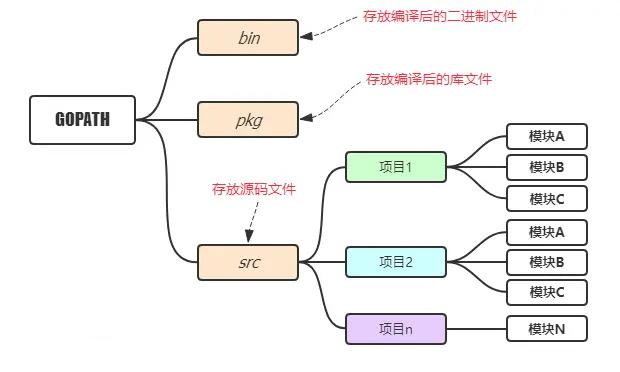 存放编译后的二进制文件
bin
存放编译后的库文件
GOPATH
pkg
模块A
项目1
模块B
模块C
存放源码文件
模块A
src
项目2
模块B
模块C
项目n
模块N